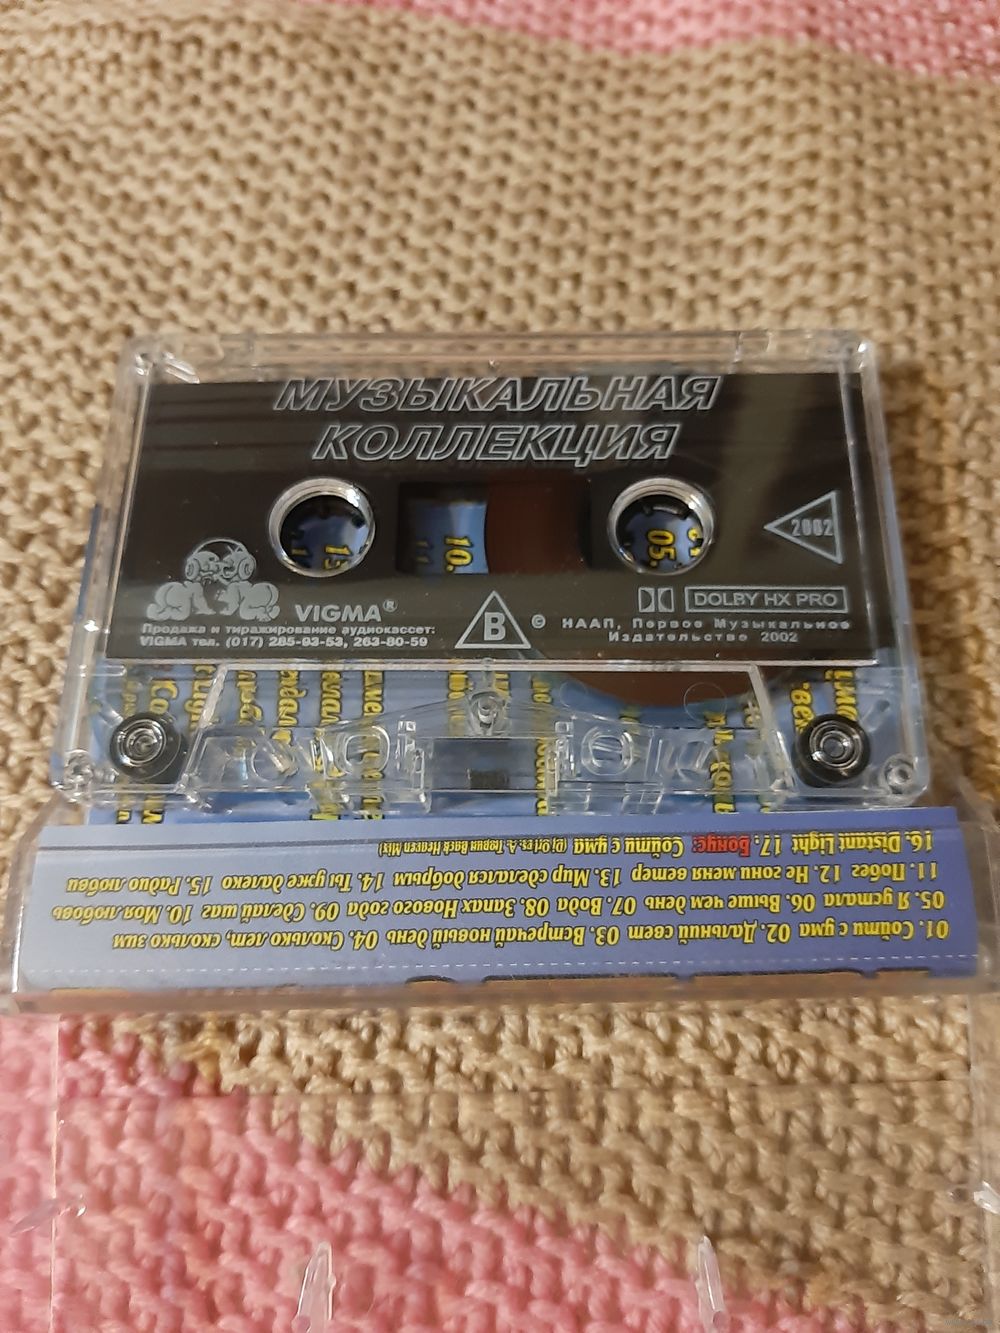 МУЗЫКАЛЬНАЯ
КОЛЛЕКЦИЯ
2002
VIGMA®
Продажа и тиражирование аудиокассет:
VIGMA тел. (017) 285-93-53, 263-80-59
B
DOLBY HX PRO
© НААП, Первое Музыкальное
Издательство 2002
10.
05.
01. Сойти с ума 02. Дальний свет 03. Встречай новый день 04. Сколько лет, сколько зим
05. Я устала 06. Выше чем день 07. Вода 08. Запах Нового года 09. Сделай шаг 10. Моя любовь
11. Побег 12. Не гони меня ветер 13. Мир сделался добрым 14. Ты уже далеко 15. Радио любви
16. Distant Light 17. Бонус: Сойти с ума